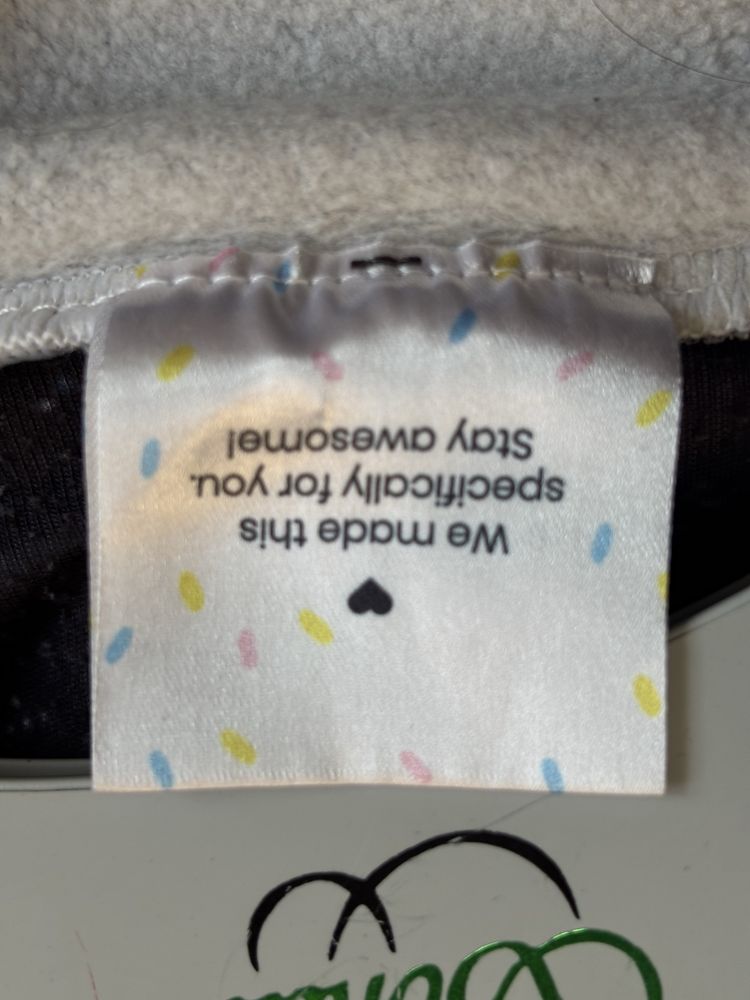 We made this
specifically for you.
Stay awesome!